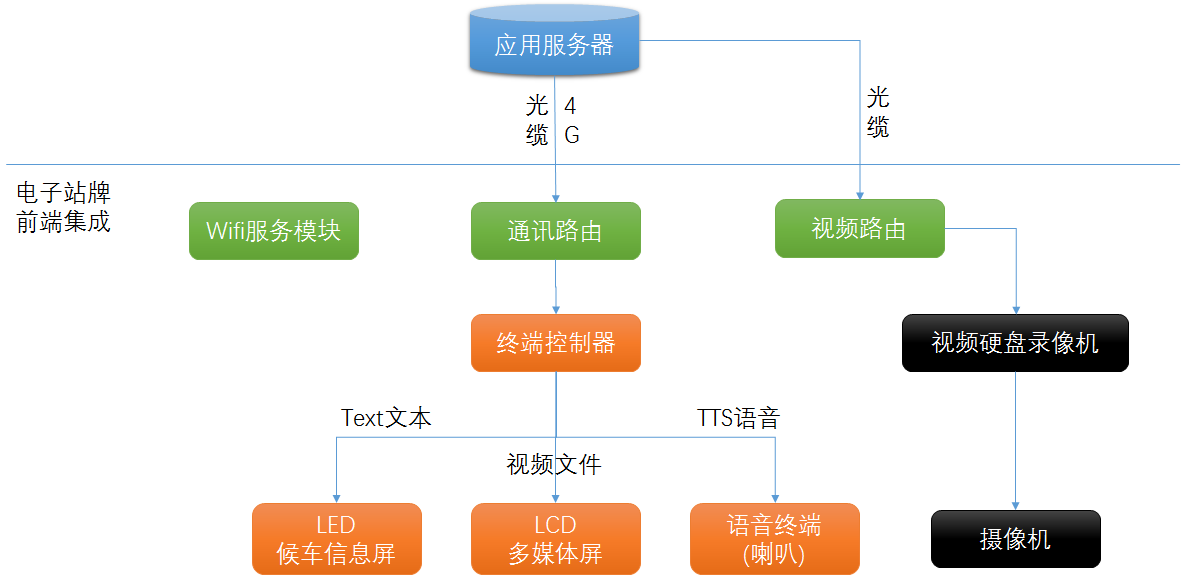 应用服务器
光缆
4G
光缆
电子站牌
前端集成
Wifi服务模块
通讯路由
视频路由
终端控制器
视频硬盘录像机
Text文本
TTS语音
视频文件
LED
候车信息屏
LCD
多媒体屏
语音终端
(喇叭)
摄像机